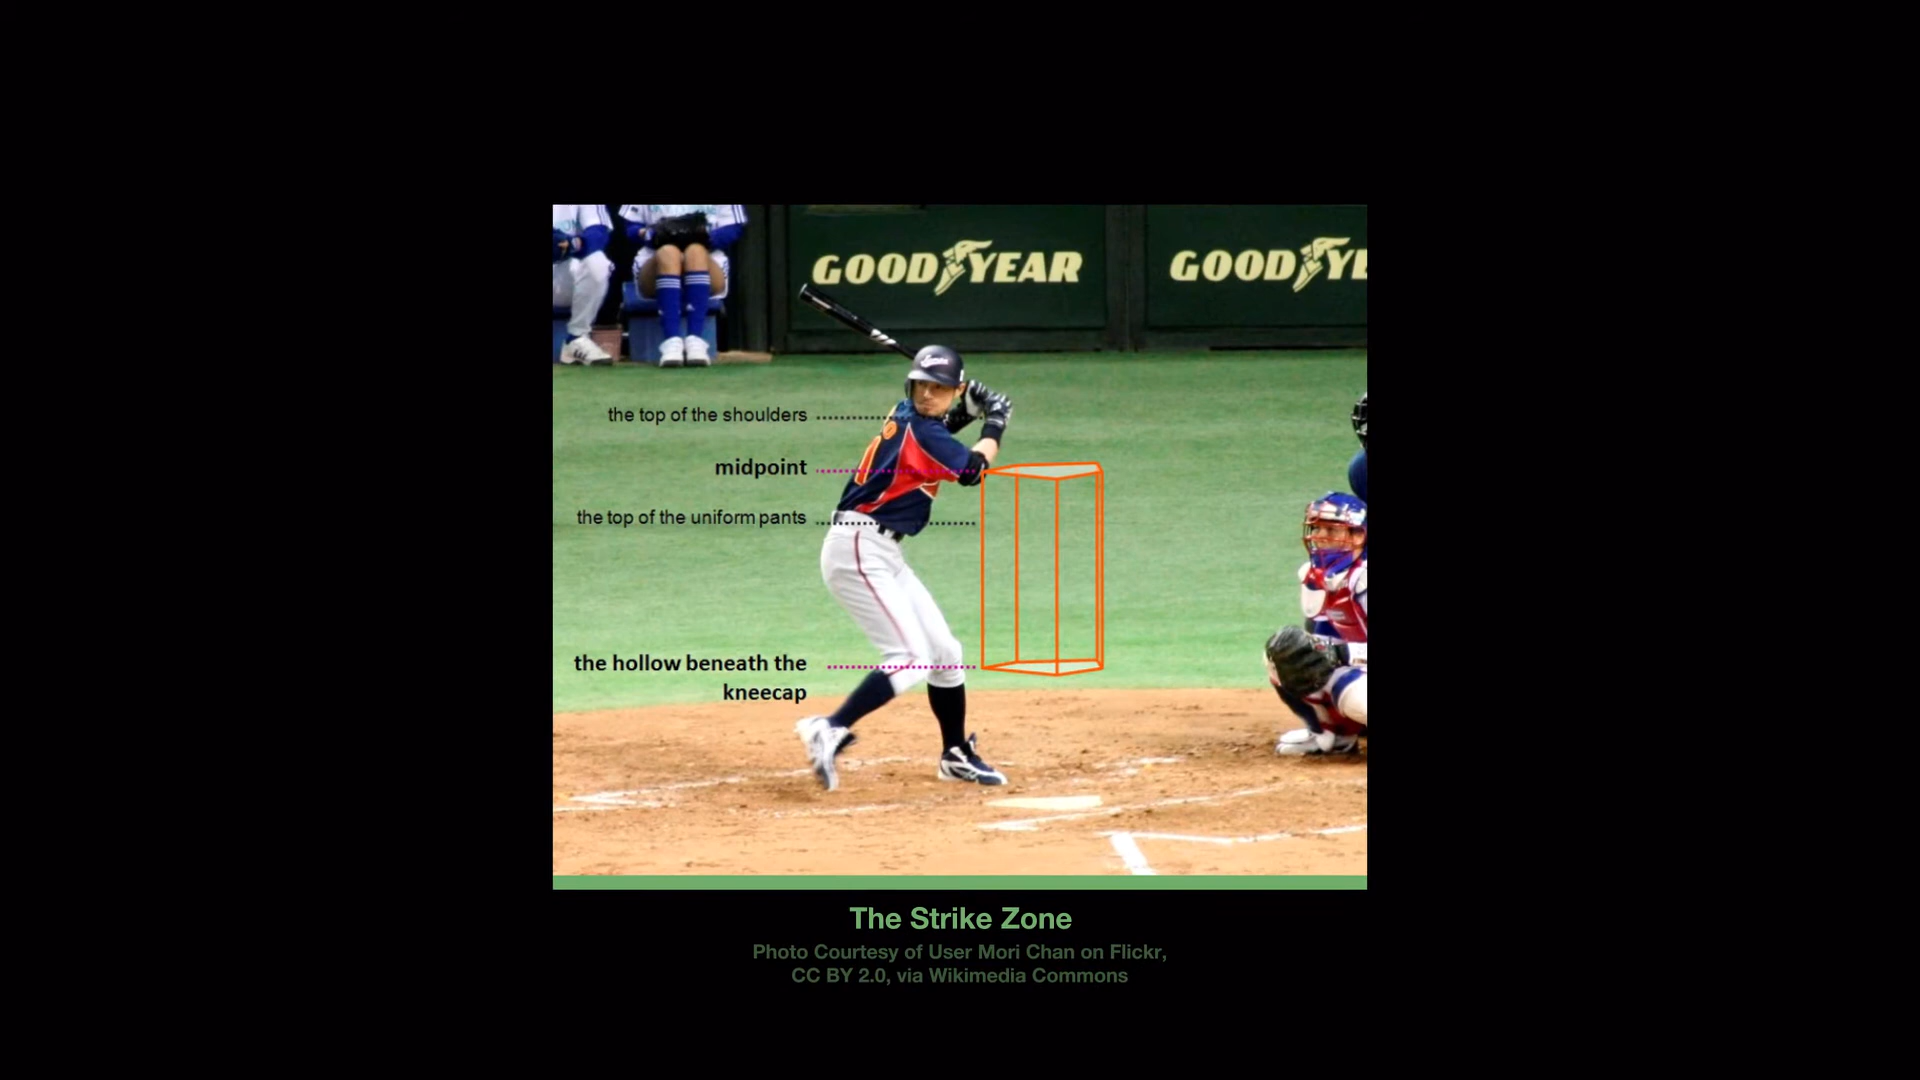 GOODYEAR
GOODYE
the top of the shoulders
midpoint
the top of the uniform pants
the hollow beneath the
kneecap
The Strike Zone
Photo Courtesy of User Mori Chan on Flickr,
CC BY 2.0, via Wikimedia Commons